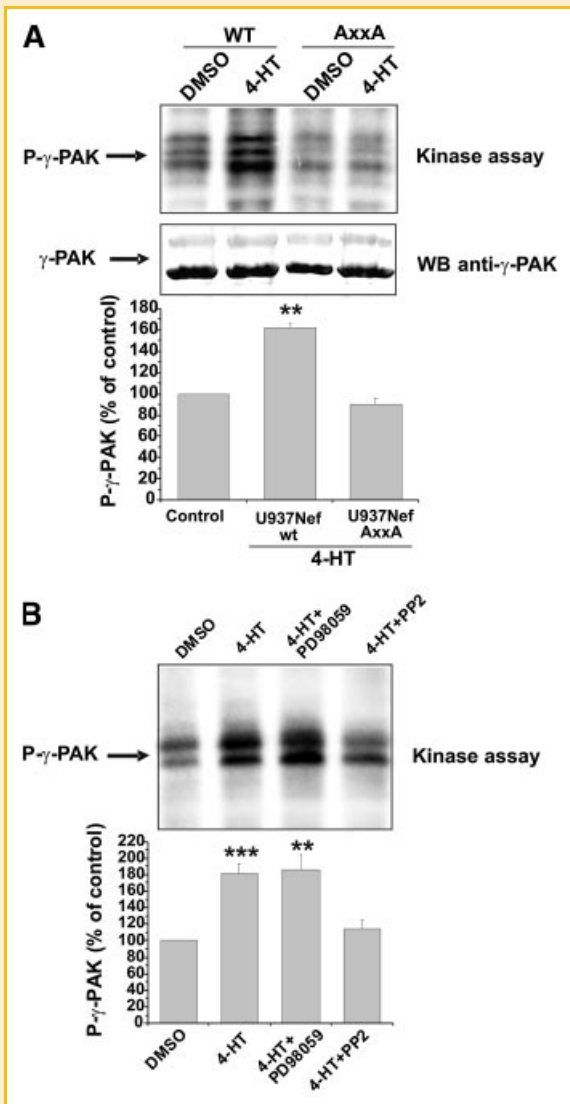 A
WT AxxA
DMSO 4-HT DMSO 4-HT
P-γ-PAK Kinase assay
γ-PAK WB anti-γ-PAK
P-γ-PAK (% of control)
180
160
140
120
100
80
60
40
20
0
**
Control U937Nef wt U937Nef AxxA
4-HT
B
DMSO 4-HT 4-HT+ PD98059 4-HT+PP2
P-γ-PAK Kinase assay
P-γ-PAK (% of control)
220
200
180
160
140
120
100
80
60
40
20
0
*** **
DMSO 4-HT 4-HT+ PD98059 4-HT+PP2